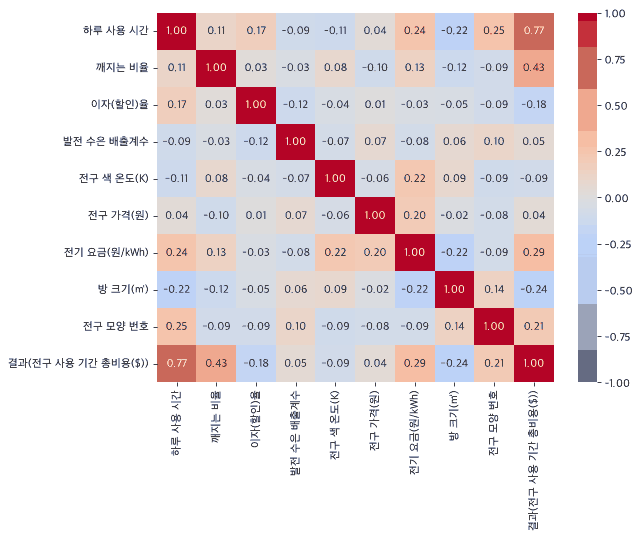 하루 사용 시간 1.00 0.11 0.17 -0.09 -0.11 0.04 0.24 -0.22 0.25 0.77
깨지는 비율 0.11 1.00 0.03 -0.03 0.08 -0.10 0.13 -0.12 -0.09 0.43
이자(할인)율 0.17 0.03 1.00 -0.12 -0.04 0.01 -0.03 -0.05 -0.09 -0.18
발전 수은 배출계수 -0.09 -0.03 -0.12 1.00 -0.07 0.07 -0.08 0.06 0.10 0.05
전구 색 온도(K) -0.11 0.08 -0.04 -0.07 1.00 -0.06 0.22 0.09 -0.09 -0.09
전구 가격(원) 0.04 -0.10 0.01 0.07 -0.06 1.00 0.20 -0.02 -0.08 0.04
전기 요금(원/kWh) 0.24 0.13 -0.03 -0.08 0.22 0.20 1.00 -0.22 -0.09 0.29
방 크기(㎡) -0.22 -0.12 -0.05 0.06 0.09 -0.02 -0.22 1.00 0.14 -0.24
전구 모양 번호 0.25 -0.09 -0.09 0.10 -0.09 -0.08 -0.09 0.14 1.00 0.21
결과(전구 사용 기간 총비용($)) 0.77 0.43 -0.18 0.05 -0.09 0.04 0.29 -0.24 0.21 1.00
하루 사용 시간
깨지는 비율
이자(할인)율
발전 수은 배출계수
전구 색 온도(K)
전구 가격(원)
전기 요금(원/kWh)
방 크기(㎡)
전구 모양 번호
결과(전구 사용 기간 총비용($))
1.00
0.75
0.50
0.25
0.00
-0.25
-0.50
-0.75
-1.00